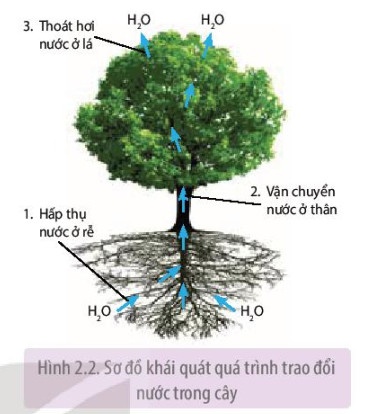 H₂O H₂O
3. Thoát hơi
nước ở lá
2. Vận chuyển
nước ở thân
1. Hấp thụ
nước ở rễ
H₂O H₂O
Hình 2.2. Sơ đồ khái quát quá trình trao đổi
nước trong cây